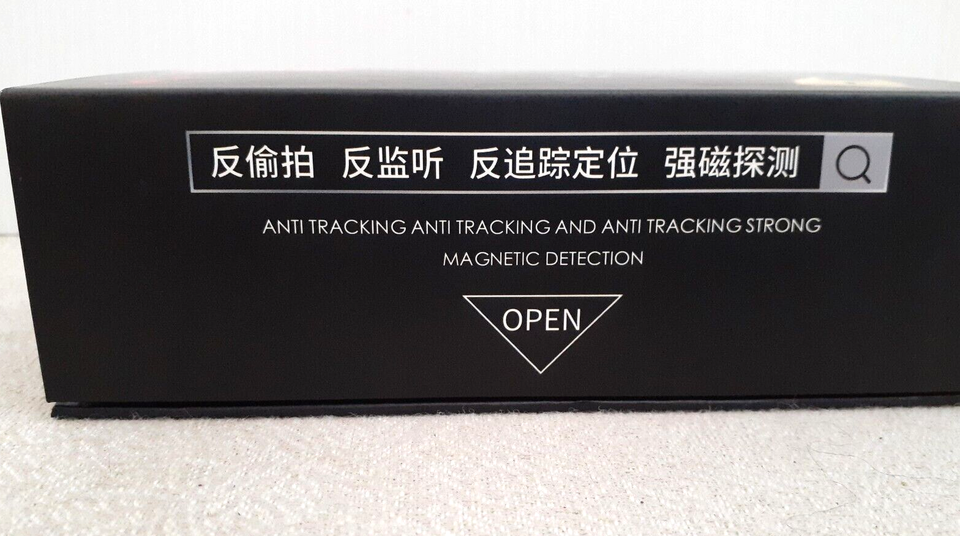 反偷拍 反监听 反追踪定位 强磁探测
ANTI TRACKING ANTI TRACKING AND ANTI TRACKING STRONG
MAGNETIC DETECTION
OPEN